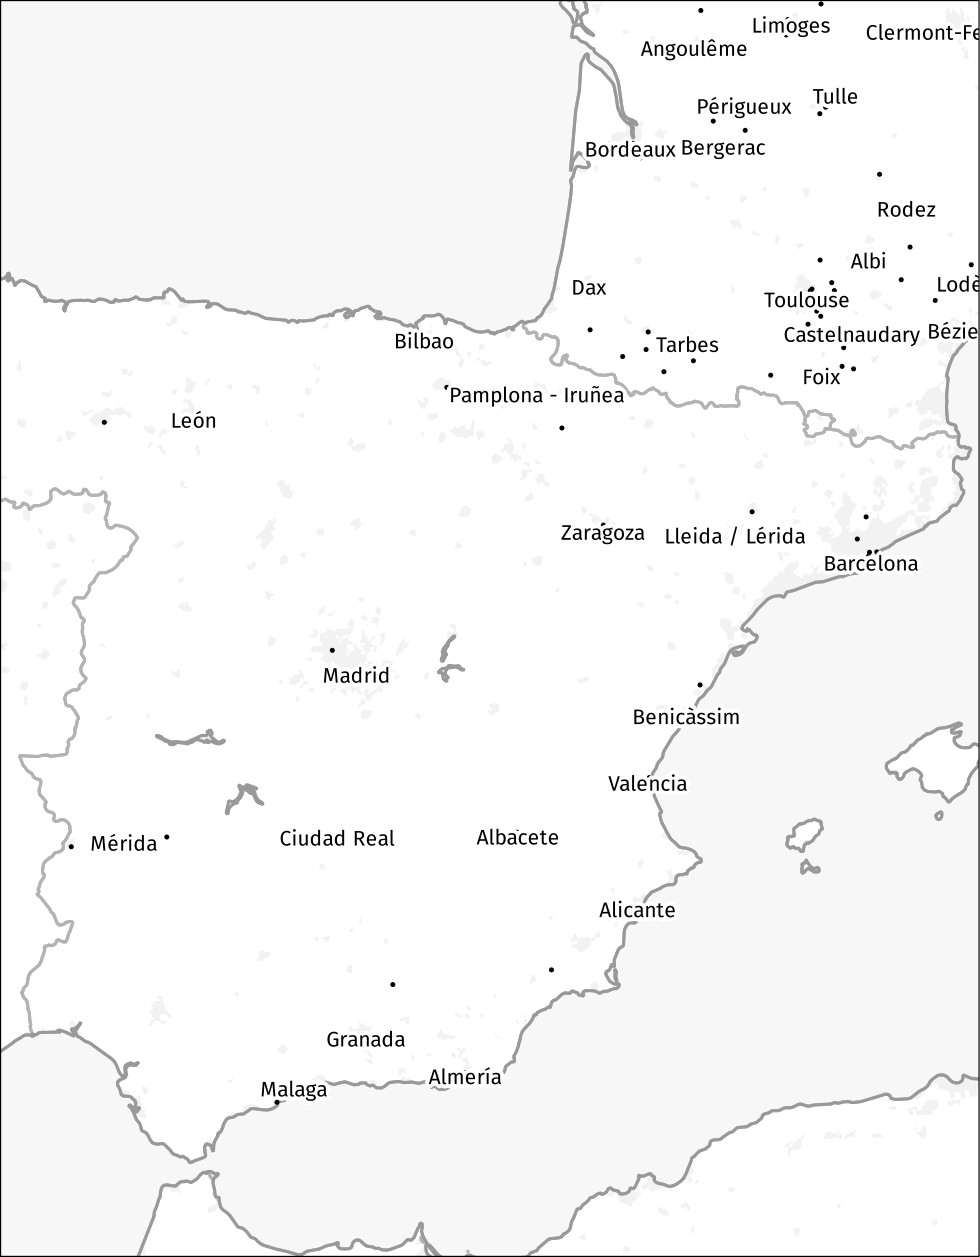 Limoges
Clermont-Fe
Angoulême
Tulle
Périgueux
Bordeaux
Bergerac
Rodez
Albi
Lodè
Dax
Toulouse
Castelnaudary
Bézie
Bilbao
Tarbes
Foix
Pamplona - Iruñea
León
Zaragoza
Lleida / Lérida
Barcelona
Madrid
Benicàssim
Valencia
Mérida
Ciudad Real
Albacete
Alicante
Granada
Almería
Malaga